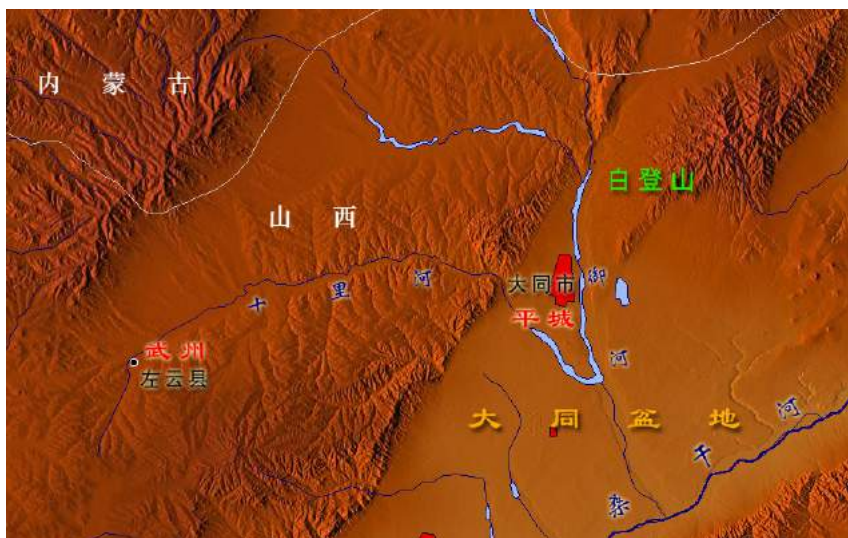 内蒙古
白登山
山西
大同市
御河
十里河
平城
武州
左云县
大同盆地
桑干河